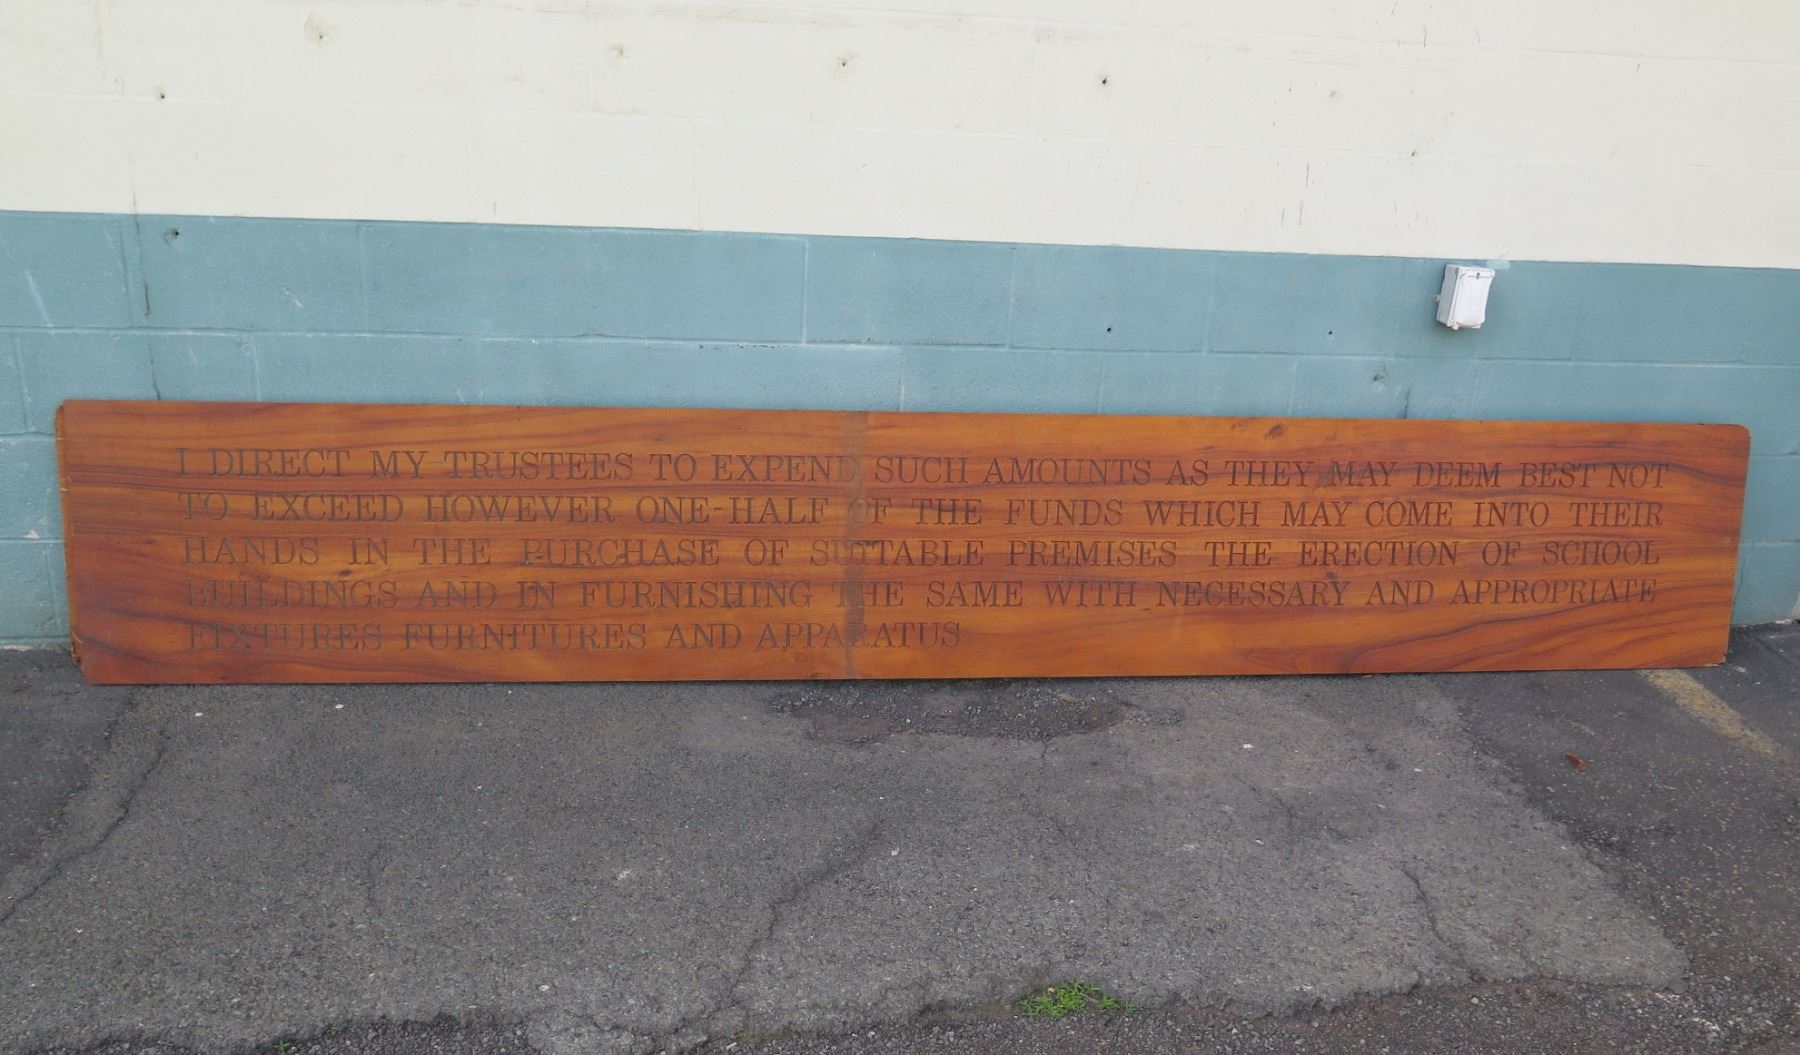 I DIRECT MY TRUSTEES TO EXPEND SUCH AMOUNTS AS THEY MAY DEEM BEST NOT
TO EXCEED HOWEVER ONE-HALF OF THE FUNDS WHICH MAY COME INTO THEIR
HANDS IN THE PURCHASE OF SUITABLE PREMISES THE ERECTION OF SCHOOL
BUILDINGS AND IN FURNISHING THE SAME WITH NECESSARY AND APPROPRIATE
FIXTURES FURNITURES AND APPARATUS